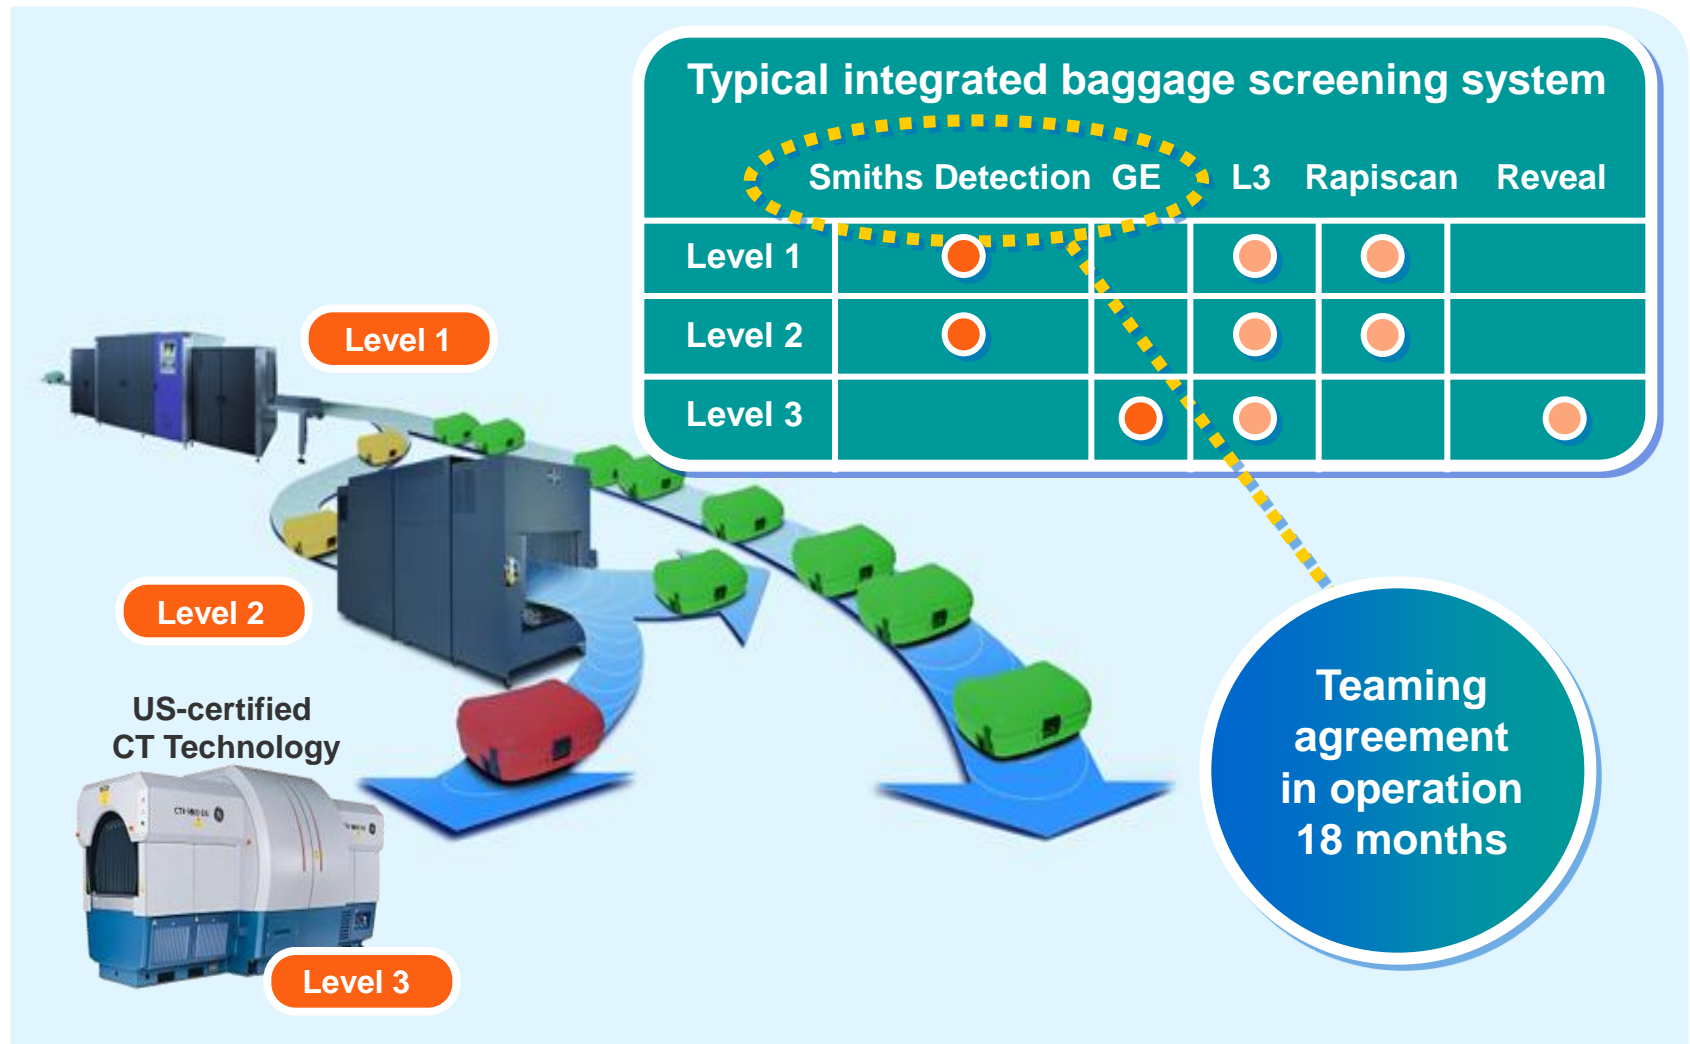 Typical integrated baggage screening system
Smiths Detection GE L3 Rapiscan Reveal
Level 1
Level 2
Level 3
Level 1
Level 2
US-certified
CT Technology
Level 3
Teaming
agreement
in operation
18 months